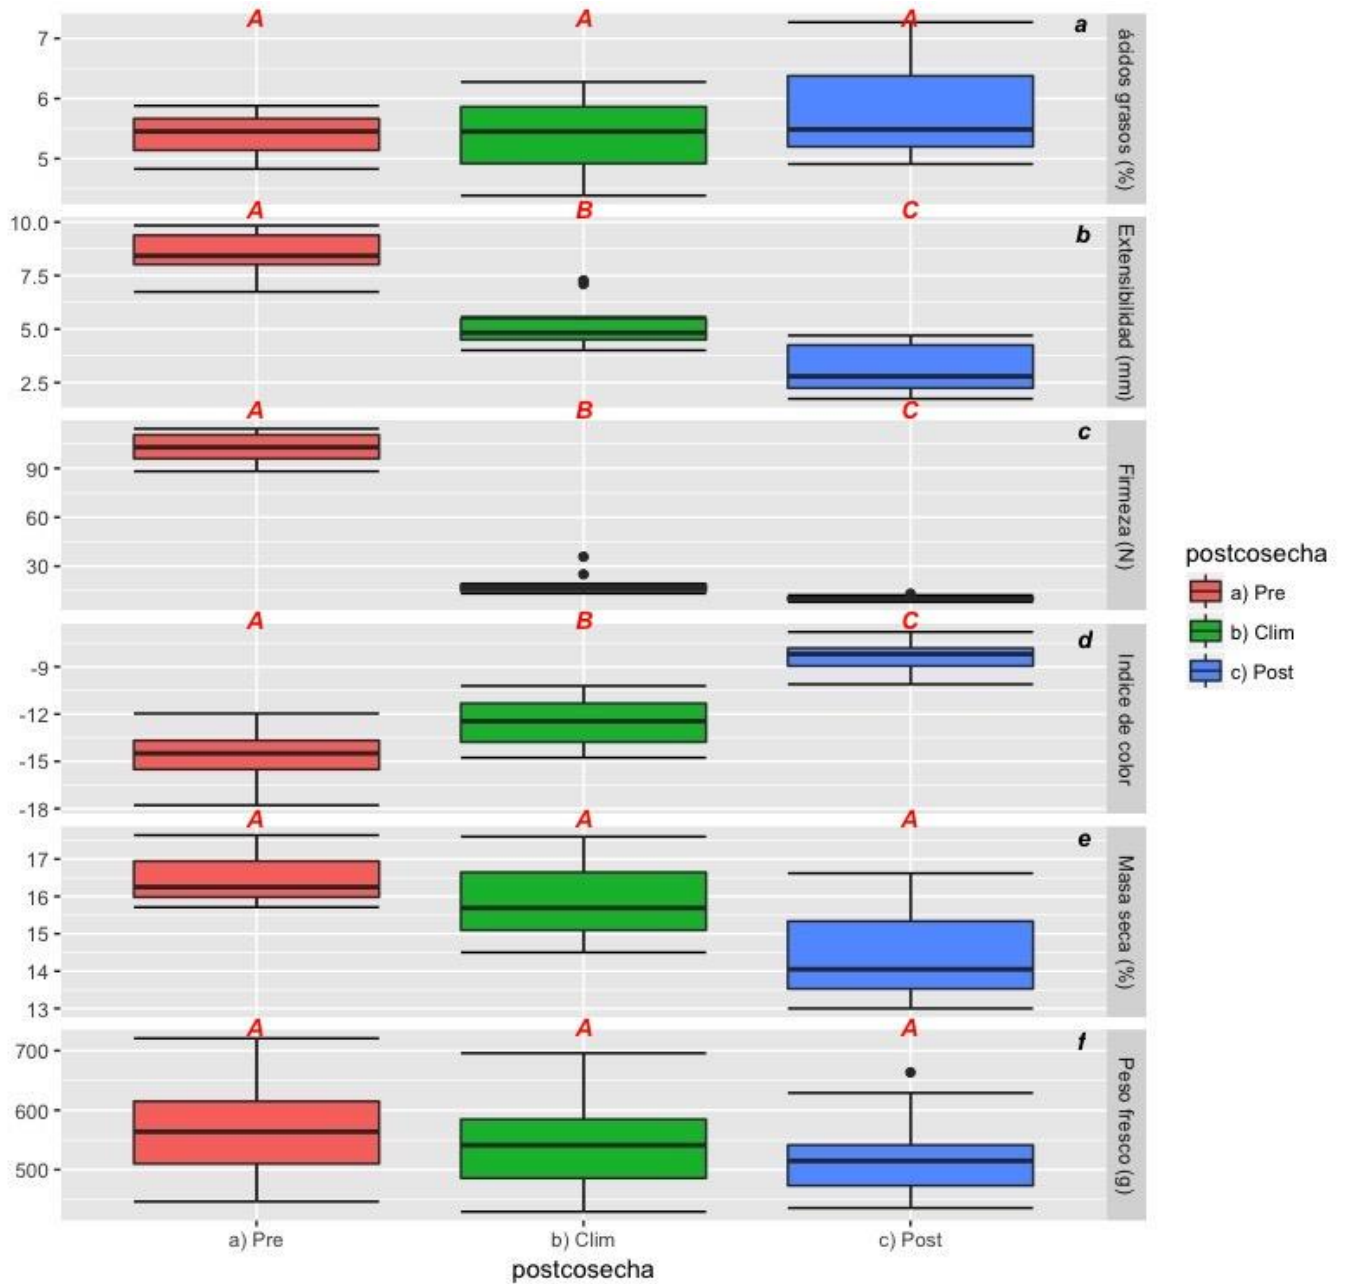 A A A
a
ácidos grasos (%)
7
6
5
A B C
b
Extensibilidad (mm)
10.0
7.5
5.0
2.5
A B C
c
Firmeza (N)
90
60
30
A B C
d
Indice de color
-9
-12
-15
-18
A A A
e
Masa seca (%)
17
16
15
14
13
A A A
f
Peso fresco (g)
700
600
500
a) Pre b) Clim c) Post
postcosecha
postcosecha
a) Pre
b) Clim
c) Post